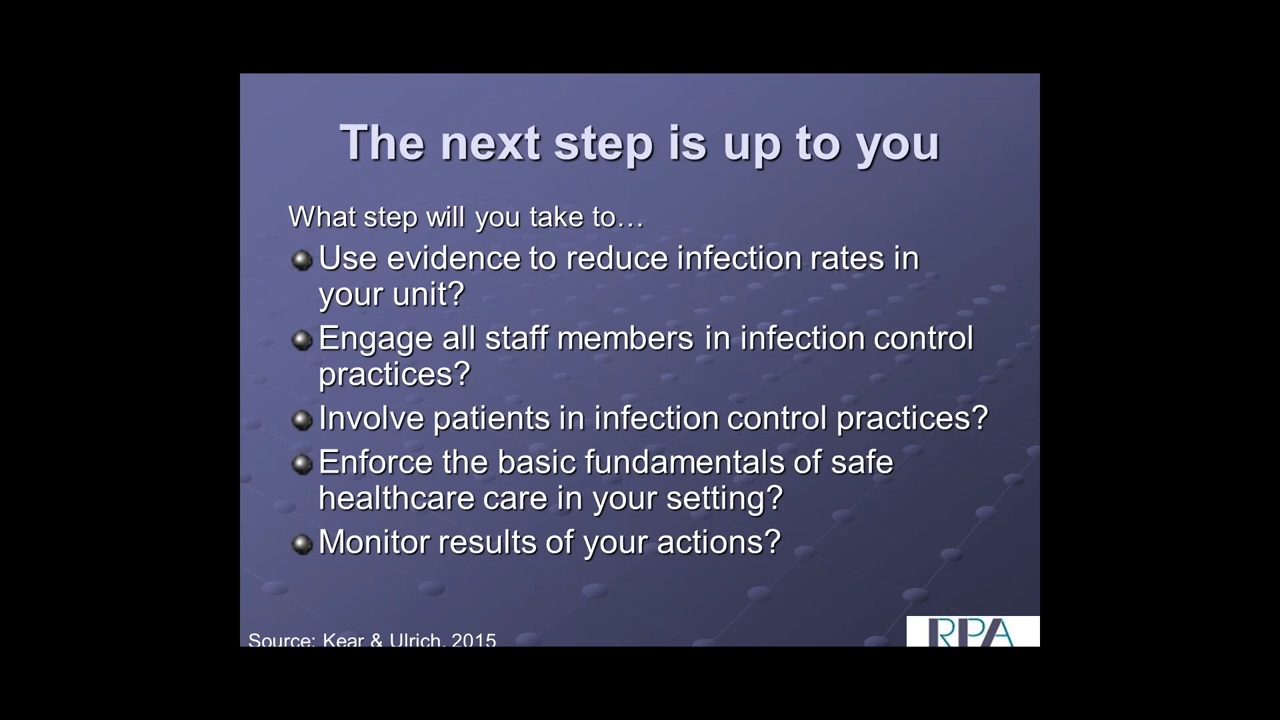 The next step is up to you
What step will you take to…
Use evidence to reduce infection rates in
your unit?
Engage all staff members in infection control
practices?
Involve patients in infection control practices?
Enforce the basic fundamentals of safe
healthcare care in your setting?
Monitor results of your actions?
Source: Kear & Ulrich, 2015
RPA